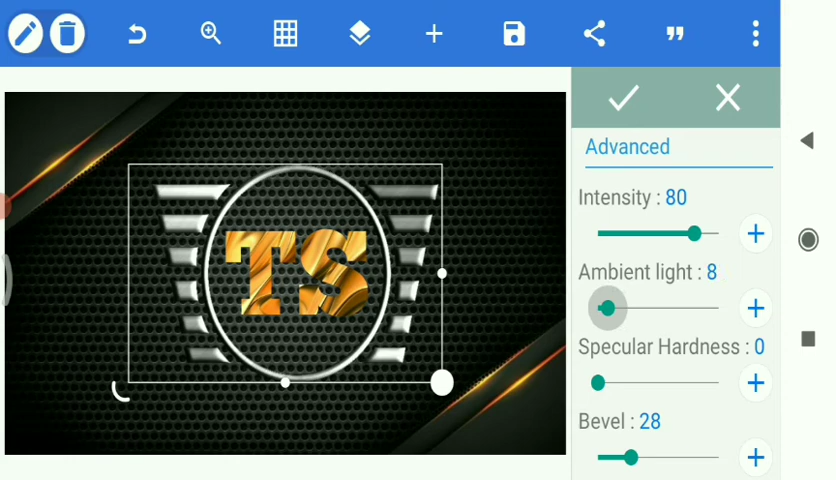 Advanced
Intensity : 80
Ambient light : 8
Specular Hardness : 0
Bevel : 28
TS